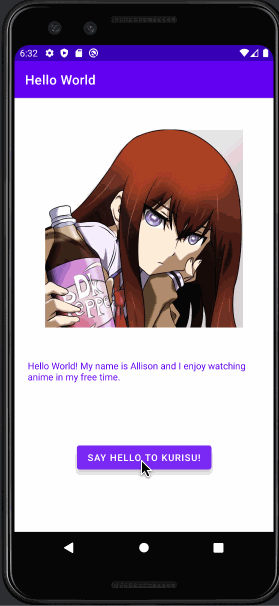 6:32
Hello World
DR
PEPPE
Hello World! My name is Allison and I enjoy watching
anime in my free time.
SAY HELLO TO KURISU!